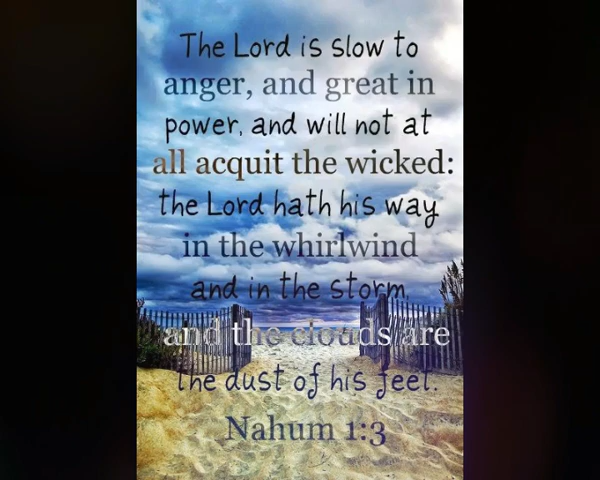 The Lord is slow to
anger, and great in
power, and will not at
all acquit the wicked:
the Lord hath his way
in the whirlwind
and in the storm,
and the clouds are
the dust of his feet.
Nahum 1:3